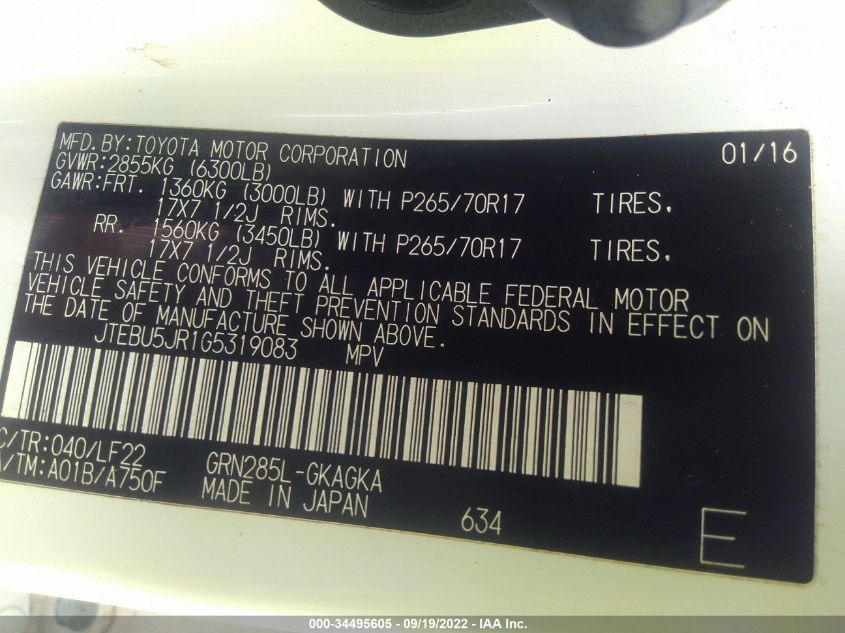 MFD. BY: TOYOTA MOTOR CORPORATION 01/16
GVWR: 2855KG (6300LB)
GAWR: FRT. 1360KG (3000LB) WITH P265/70R17 TIRES.
17X7 1/2J RIMS.
RR. 1560KG (3450LB) WITH P265/70R17 TIRES.
17X7 1/2J RIMS.
THIS VEHICLE CONFORMS TO ALL APPLICABLE FEDERAL MOTOR
VEHICLE SAFETY AND THEFT PREVENTION STANDARDS IN EFFECT ON
THE DATE OF MANUFACTURE SHOWN ABOVE.
JTEBU5JR1G5319083 MPV
C/TR: 040/LF22
/TM: A01B/A750F
GRN285L-GKAGKA
MADE IN JAPAN
634
E
000-34495605 - 09/19/2022 - IAA Inc.